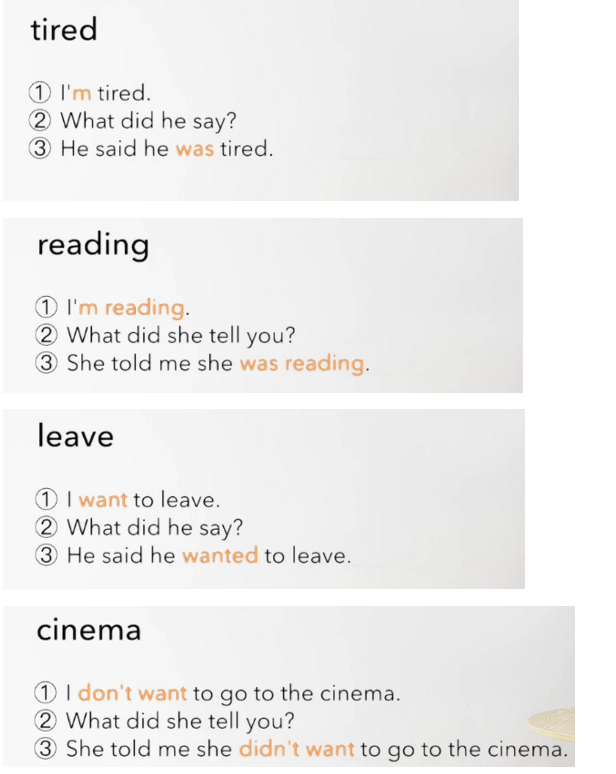 tired
① I'm tired.
② What did he say?
③ He said he was tired.
reading
① I'm reading.
② What did she tell you?
③ She told me she was reading.
leave
① I want to leave.
② What did he say?
③ He said he wanted to leave.
cinema
① I don't want to go to the cinema.
② What did she tell you?
③ She told me she didn't want to go to the cinema.